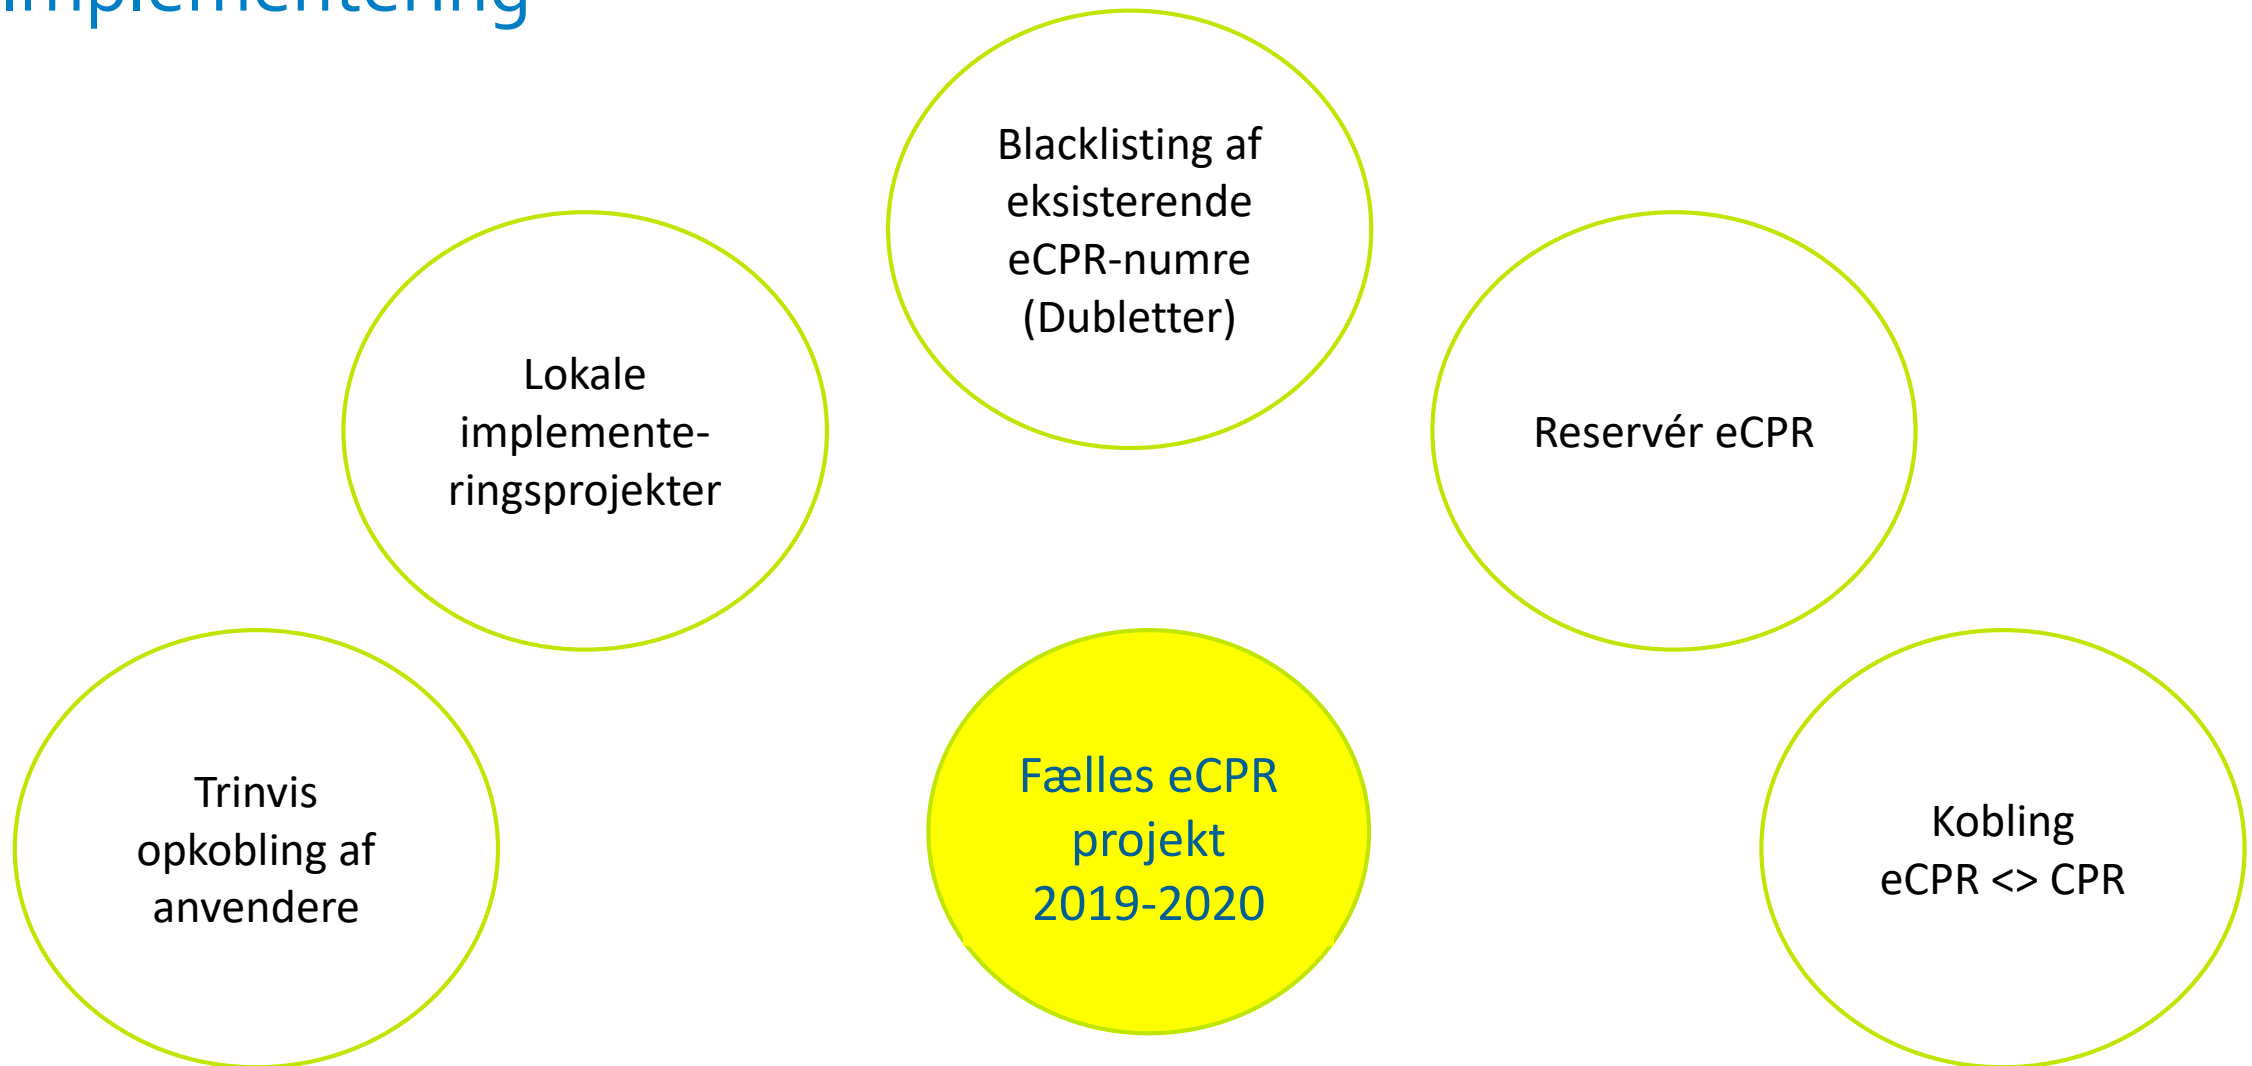 Implementering
Blacklisting af
eksisterende
eCPR-numre
(Dubletter)
Lokale
implemente-
ringsprojekter
Reservér eCPR
Trinvis
opkobling af
anvendere
Fælles eCPR
projekt
2019-2020
Kobling
eCPR <> CPR